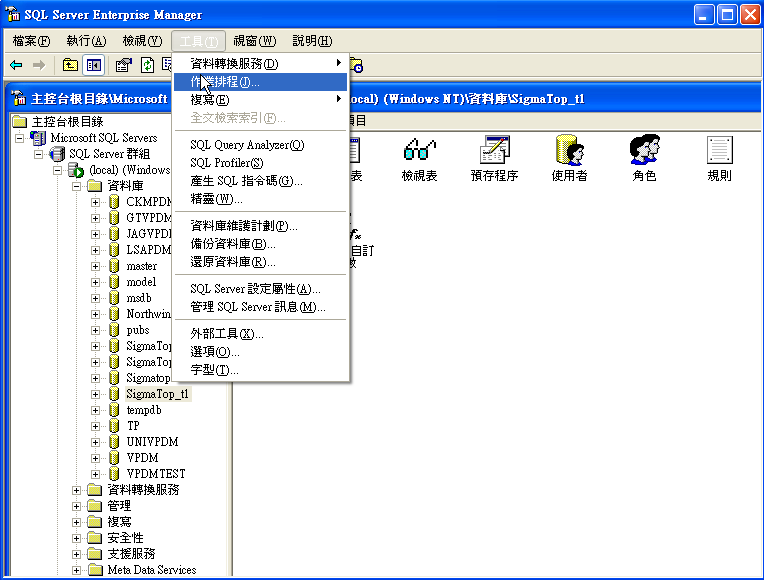 SQL Server Enterprise Manager
檔案(F) 執行(A) 檢視(V) 工具(T) 視窗(W) 說明(H)
主控台根目錄\Microsoft
local) (Windows NT)\資料庫\SigmaTop_t1
主控台根目錄
Microsoft SQL Servers
SQL Server 群組
(local) (Windows
資料庫
CKMPDM
GTVPDM
JAGVPDM
LSAPDM
master
model
msdb
Northwin
pubs
SigmaTop
SigmaTop
Sigmatop
SigmaTop_t1
tempdb
TP
UNIVPDM
VPDM
VPDMTEST
資料轉換服務
管理
複寫
安全性
支援服務
Meta Data Services
資料轉換服務(D)
作業排程(J)...
複寫(E)
全文檢索索引(F)...
SQL Query Analyzer(Q)
SQL Profiler(S)
產生 SQL 指令碼(G)...
精靈(W)...
資料庫維護計劃(P)...
備份資料庫(B)...
還原資料庫(R)...
SQL Server 設定屬性(A)...
管理 SQL Server 訊息(M)...
外部工具(X)...
選項(O)...
字型(T)...
項目
表 檢視表 預存程序 使用者 角色 規則
自訂
數